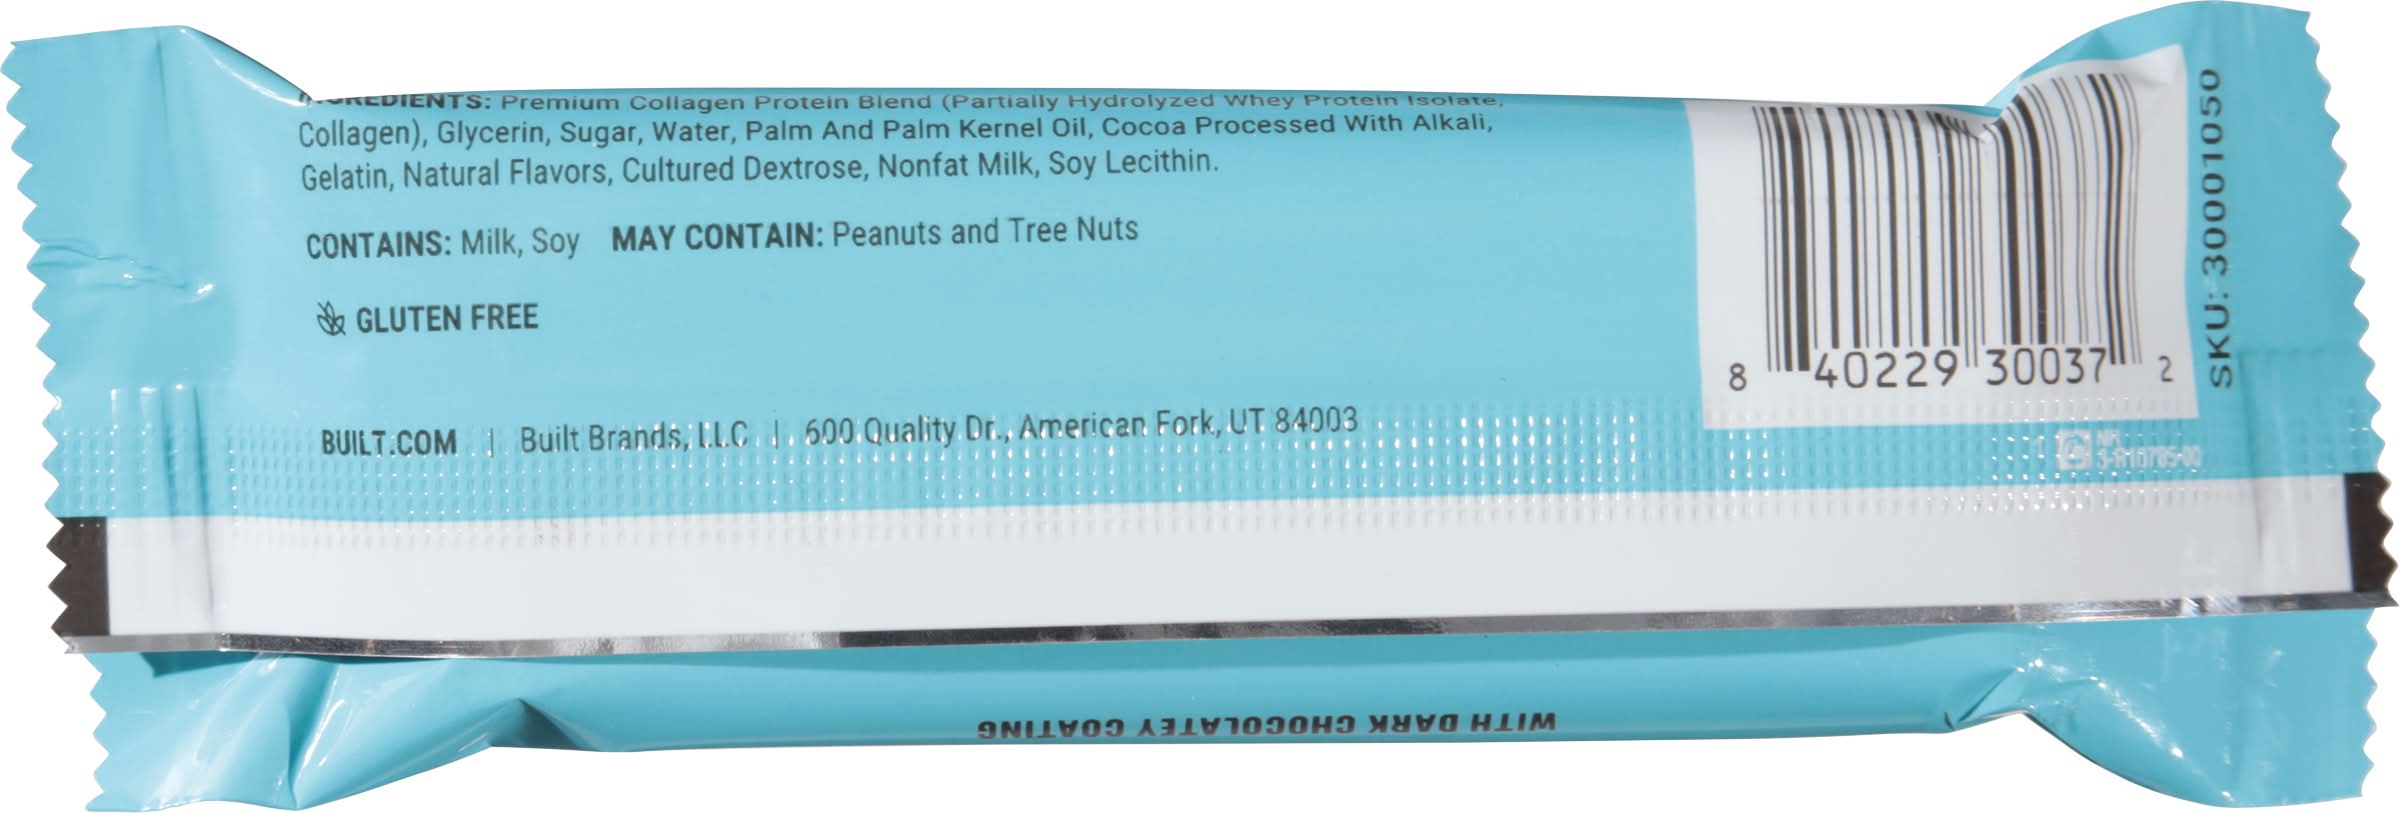 INGREDIENTS: Premium Collagen Protein Blend (Partially Hydrolyzed Whey Protein Isolate,
Collagen), Glycerin, Sugar, Water, Palm And Palm Kernel Oil, Cocoa Processed With Alkali,
Gelatin, Natural Flavors, Cultured Dextrose, Nonfat Milk, Soy Lecithin.
CONTAINS: Milk, Soy MAY CONTAIN: Peanuts and Tree Nuts
GLUTEN FREE
BUILT.COM | Built Brands, LLC | 600 Quality Dr., American Fork, UT 84003
8 40229 30037 2
SKU: 30001050
WITH DARK CHOCOLATEY COATING